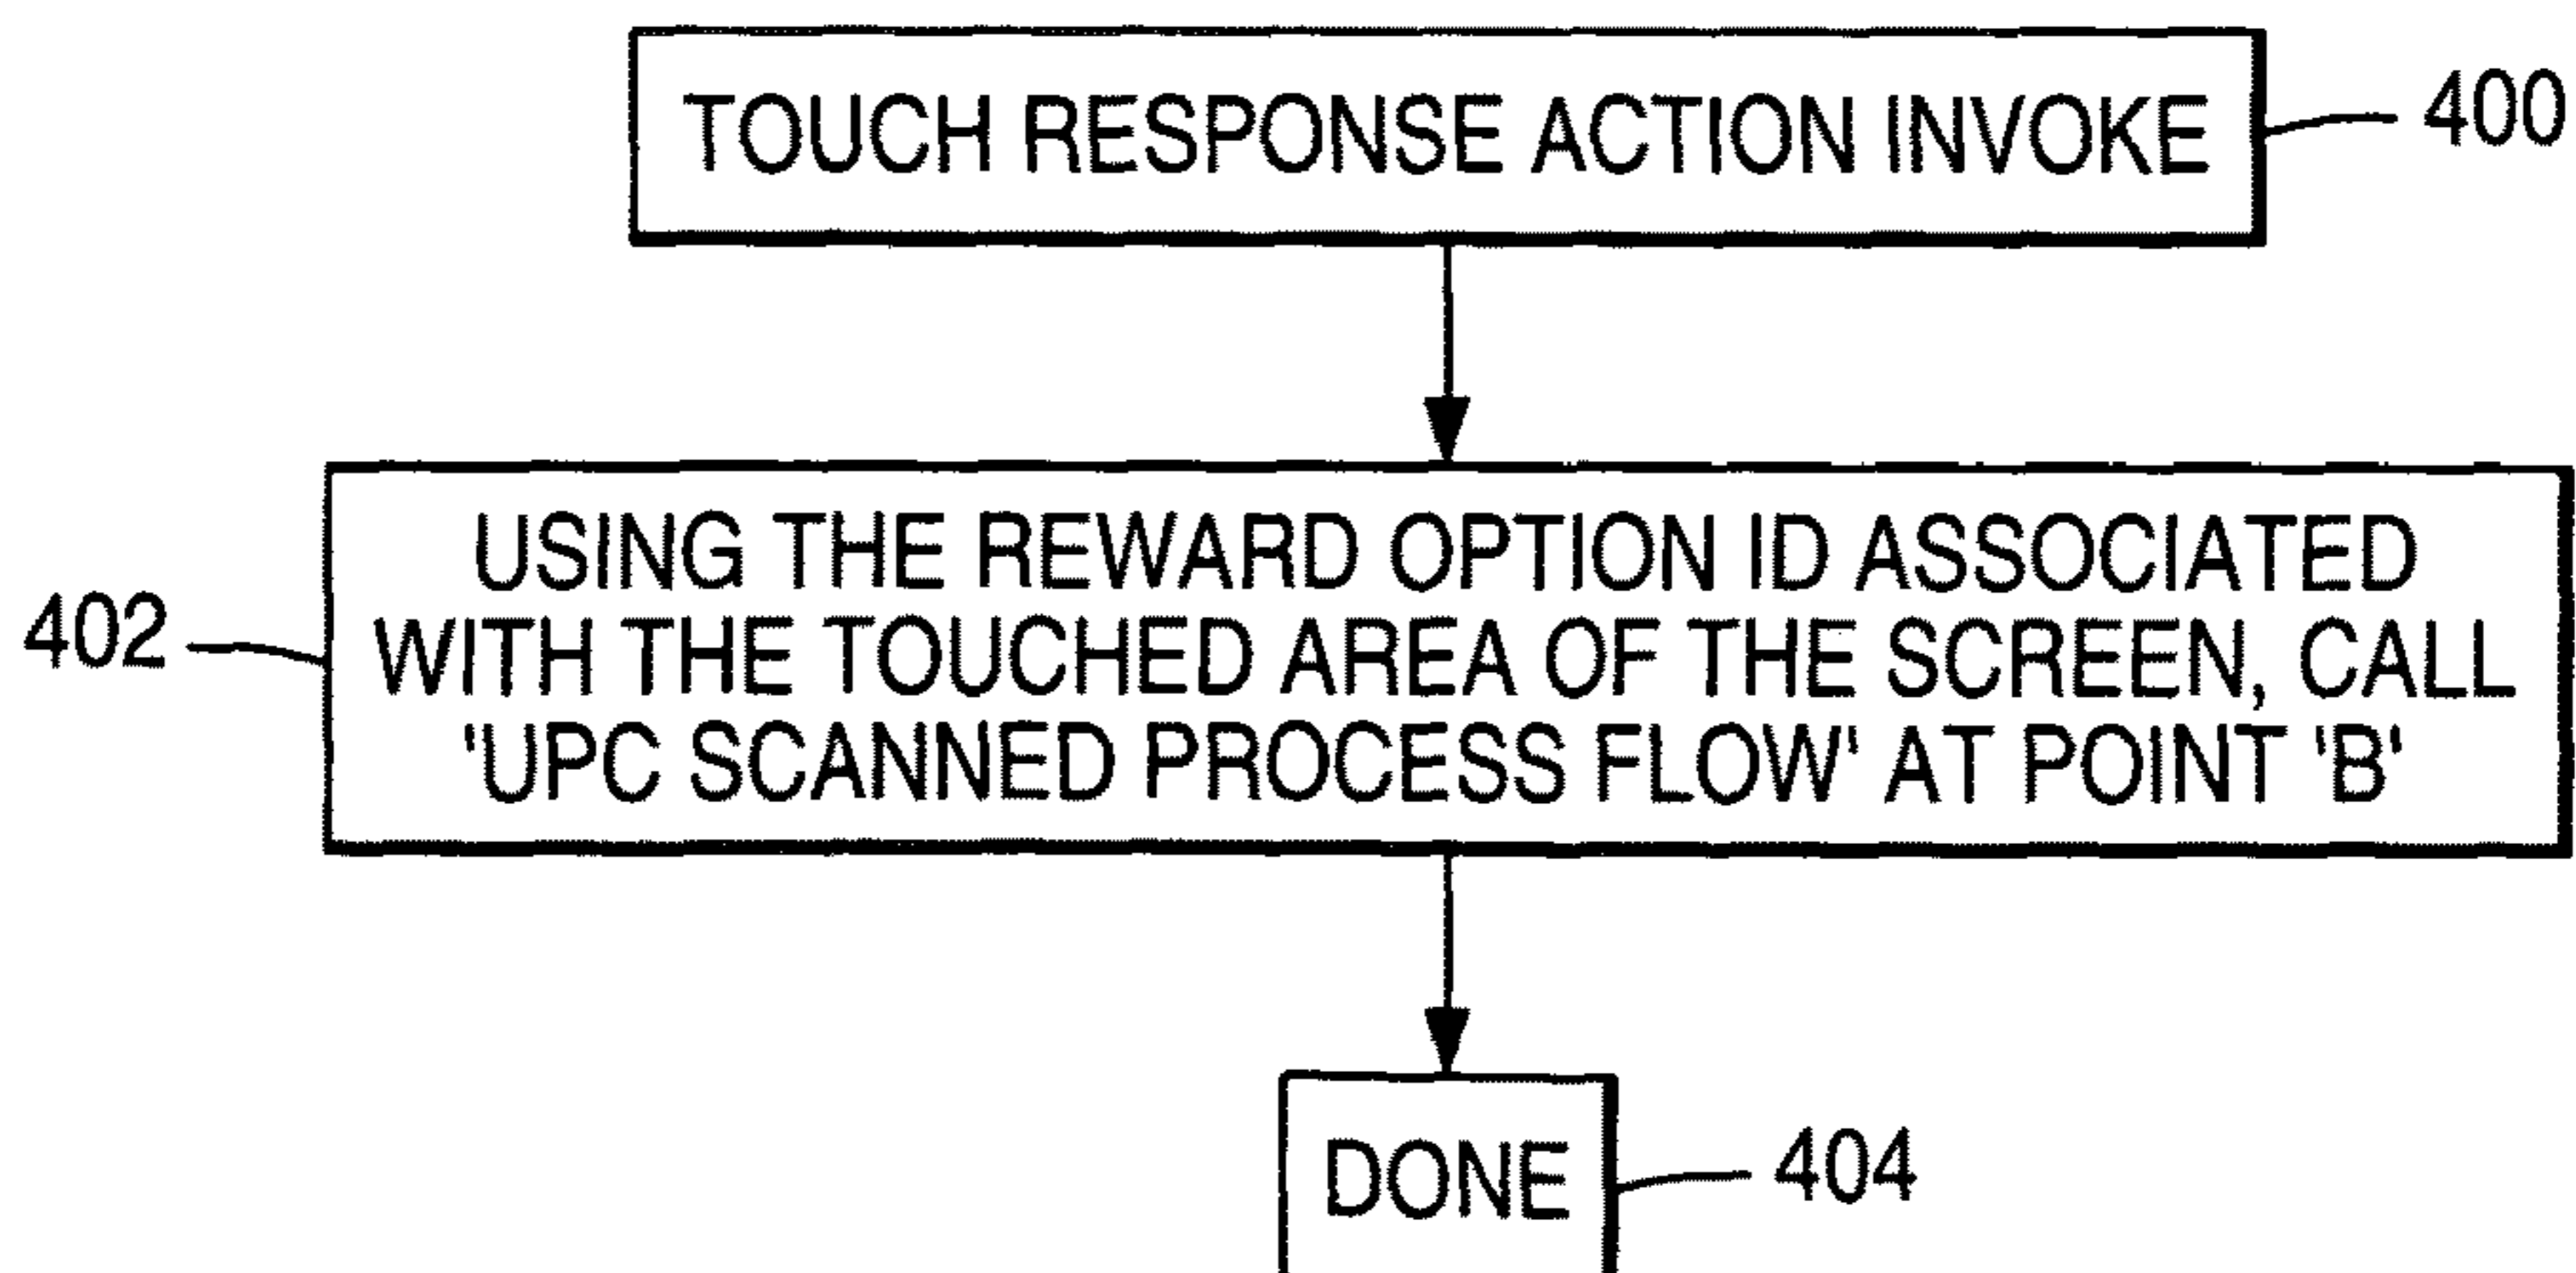 TOUCH RESPONSE ACTION INVOKE
400
USING THE REWARD OPTION ID ASSOCIATED
402
WITH THE TOUCHED AREA OF THE SCREEN, CALL
'UPC SCANNED PROCESS FLOW' AT POINT 'B'
DONE
404